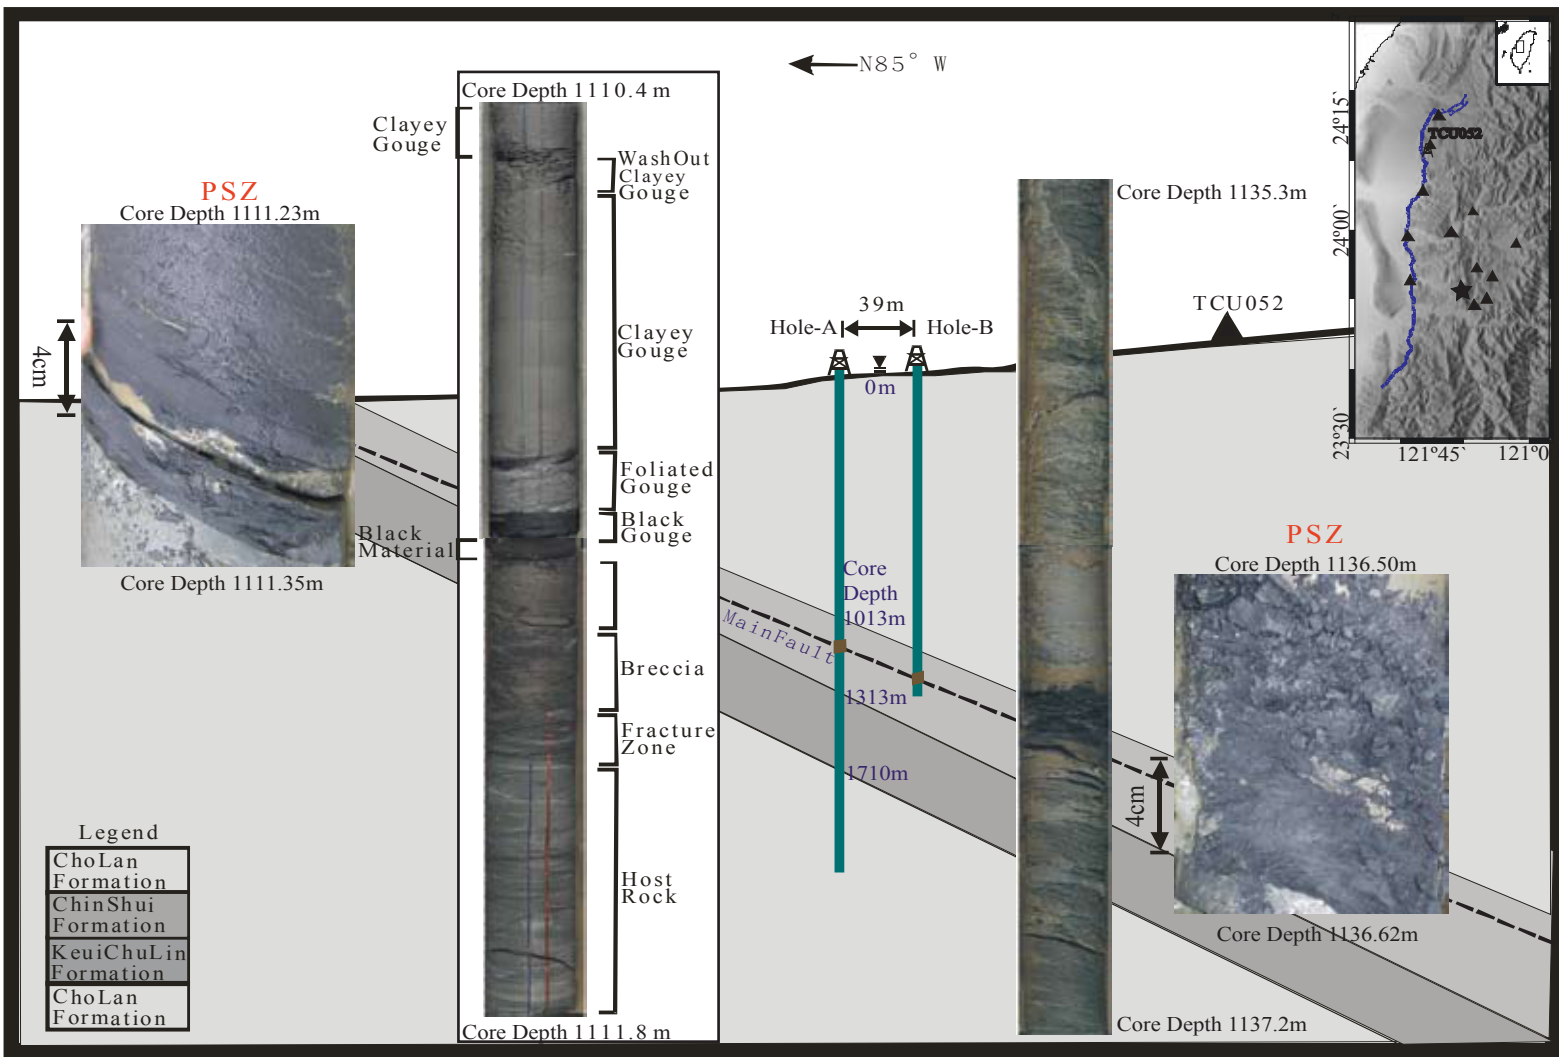 N85° W
Core Depth 1110.4 m
Clayey
Gouge
WashOut
Clayey
Gouge
PSZ
Core Depth 1111.23m
4cm
Core Depth 1111.35m
Clayey
Gouge
Foliated
Gouge
Black
Gouge
Black
Material
Breccia
Fracture
Zone
Host
Rock
Core Depth 1111.8 m
39m
Hole-A
Hole-B
0m
Core
Depth
1013m
MainFault
1313m
1710m
Core Depth 1135.3m
Core Depth 1137.2m
TCU052
PSZ
Core Depth 1136.50m
4cm
Core Depth 1136.62m
24°15`
24°00`
23°30`
TCU052
121°45`
121°0
Legend
ChoLan
Formation
ChinShui
Formation
KeuiChuLin
Formation
ChoLan
Formation